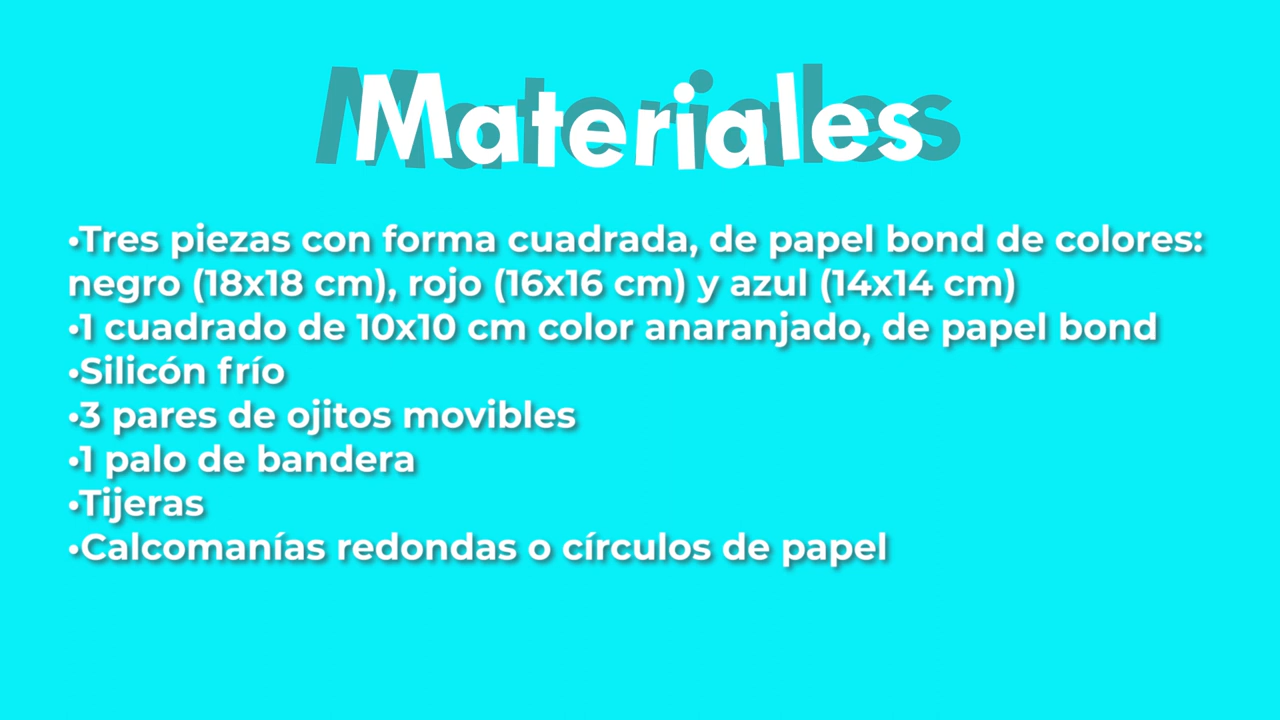 Materiales
•Tres piezas con forma cuadrada, de papel bond de colores:
negro (18x18 cm), rojo (16x16 cm) y azul (14x14 cm)
•1 cuadrado de 10x10 cm color anaranjado, de papel bond
•Silicón frío
•3 pares de ojitos movibles
•1 palo de bandera
•Tijeras
•Calcomanías redondas o círculos de papel